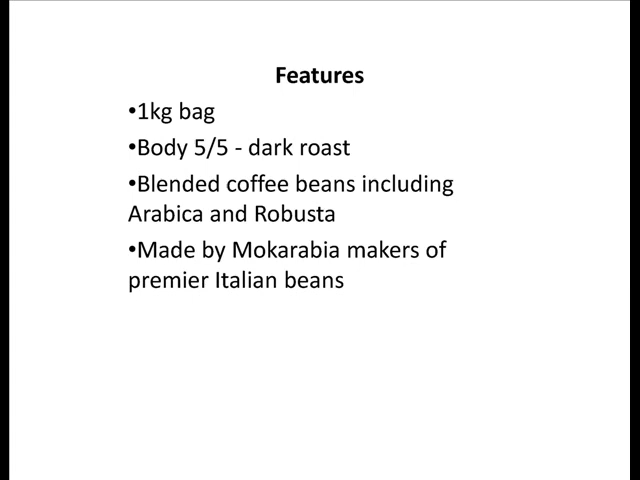 Features
•1kg bag
•Body 5/5 - dark roast
•Blended coffee beans including
Arabica and Robusta
•Made by Mokarabia makers of
premier Italian beans